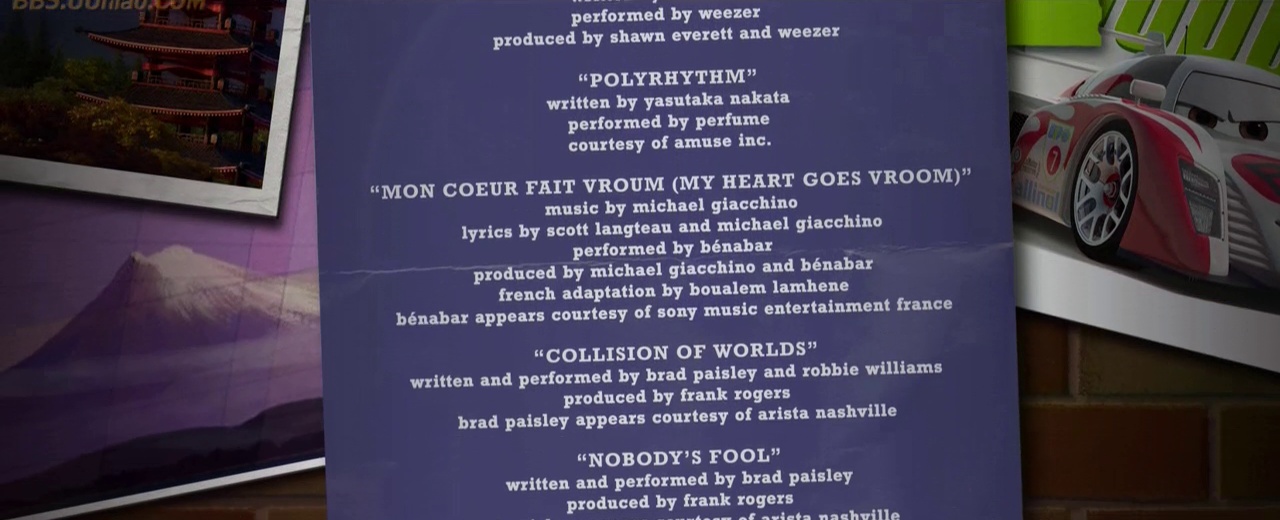 performed by weezer
produced by shawn everett and weezer
“POLYRHYTHM”
written by yasutaka nakata
performed by perfume
courtesy of amuse inc.
“MON COEUR FAIT VROUM (MY HEART GOES VROOM)”
music by michael giacchino
lyrics by scott langteau and michael giacchino
performed by bénabar
produced by michael giacchino and bénabar
french adaptation by boualem lamhene
bénabar appears courtesy of sony music entertainment france
“COLLISION OF WORLDS”
written and performed by brad paisley and robbie williams
produced by frank rogers
brad paisley appears courtesy of arista nashville
“NOBODY’S FOOL”
written and performed by brad paisley
produced by frank rogers
courtesy of arista nashville
7